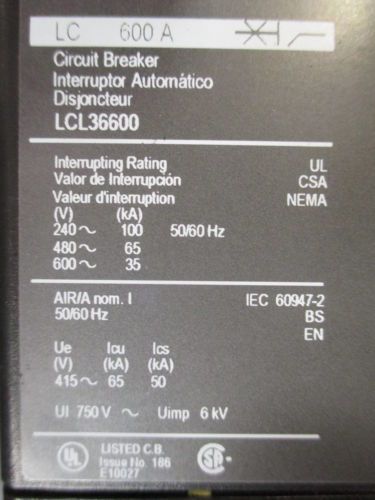 LC 600 A
Circuit Breaker
Interruptor Automático
Disjoncteur
LCL36600
Interrupting Rating UL
Valor de Interrupción CSA
Valeur d'interruption NEMA
(V) (kA)
240~ 100 50/60 Hz
480~ 65
600~ 35
AIR/A nom. I IEC 60947-2
50/60 Hz BS
EN
Ue Icu Ics
(V) (kA) (kA)
415~ 65 50
UI 750 V ~ Uimp 6 kV
UL LISTED C.B. SA
Issue No. 186
E10027